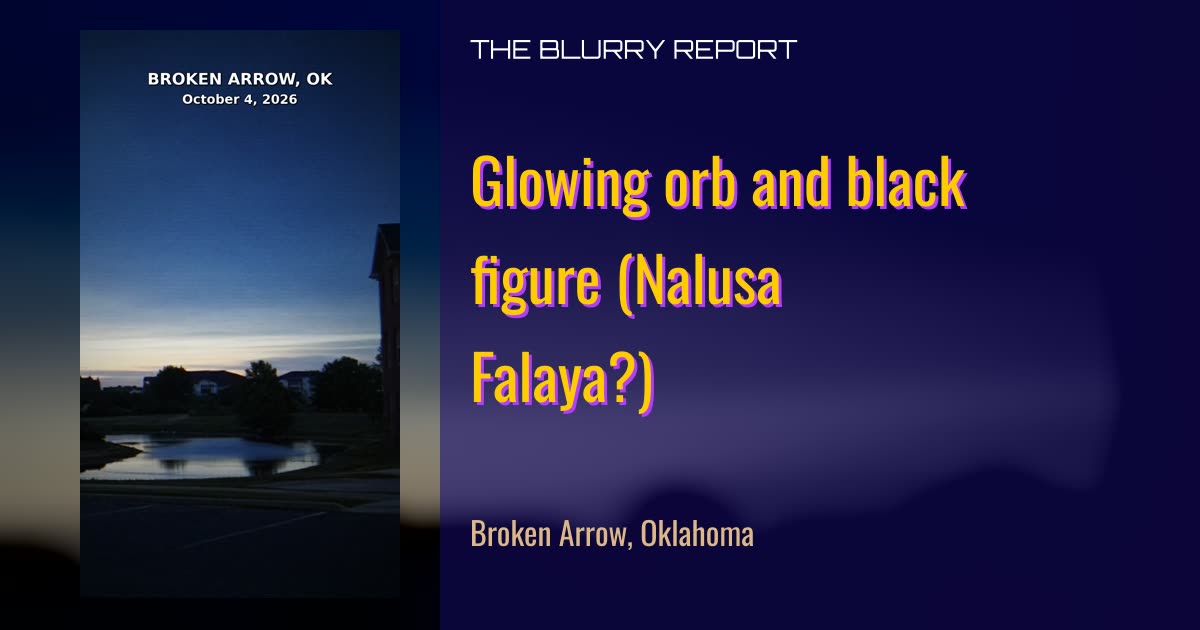 BROKEN ARROW, OK
October 4, 2026
THE BLURRY REPORT
Glowing orb and black
figure (Nalusa
Falaya?)
Broken Arrow, Oklahoma